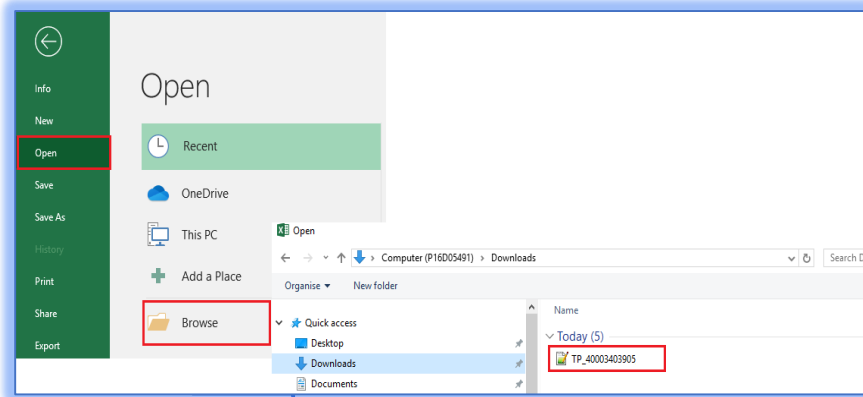 Info
New
Open
Save
Save As
History
Print
Share
Export
Open
Recent
OneDrive
This PC
Add a Place
Browse
Open
Computer (P16D05491) > Downloads
Search D
Organise
New folder
Quick access
Desktop
Downloads
Documents
Name
Today (5)
TP_40003403905